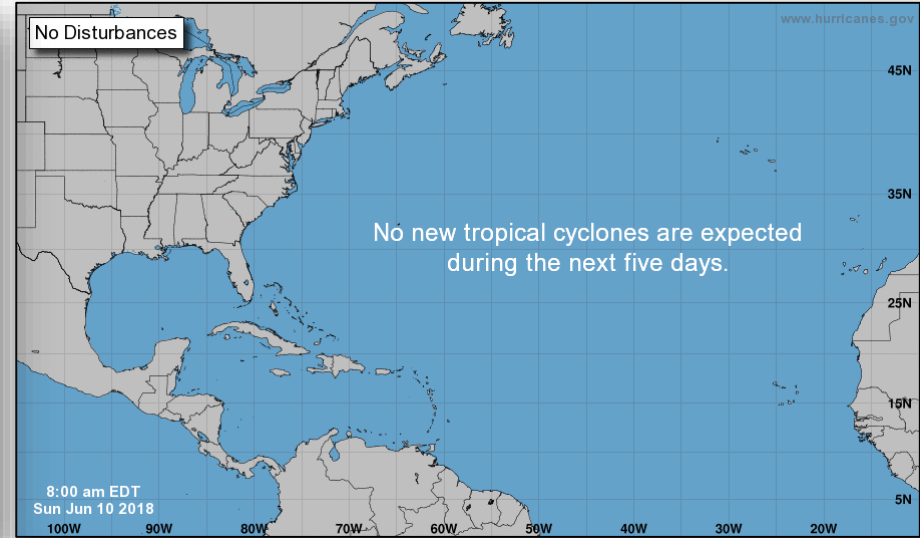 No Disturbances
www.hurricanes.gov
45N
35N
No new tropical cyclones are expected
during the next five days.
25N
15N
8:00 am EDT
5N
Sun Jun 10 2018
100W 90W 80W 70W 60W 50W 40W 30W 20W